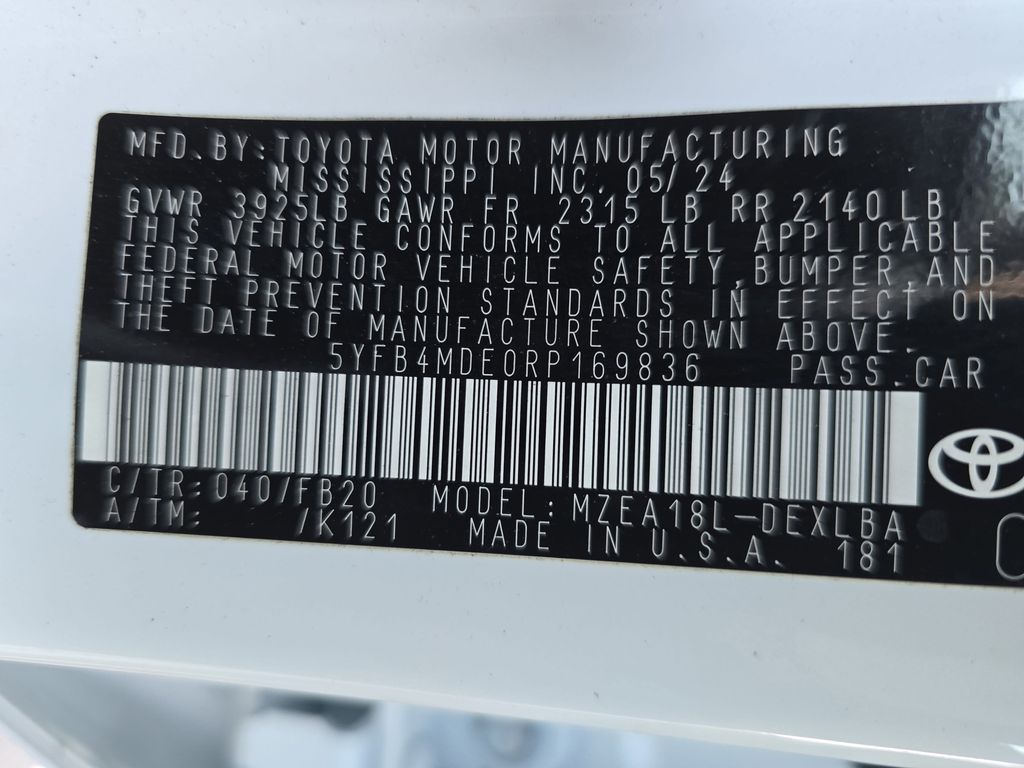 MFD. BY: TOYOTA MOTOR MANUFACTURING
MISSISSIPPI INC. 05/24
GVWR 3925LB GAWR FR 2315 LB RR 2140 LB
THIS VEHICLE CONFORMS TO ALL APPLICABLE
FEDERAL MOTOR VEHICLE SAFETY, BUMPER, AND
THEFT PREVENTION STANDARDS IN EFFECT ON
THE DATE OF MANUFACTURE SHOWN ABOVE.
5YFB4MDE0RP169836 PASS. CAR
C/TR: 040/FB20 MODEL: MZEA18L-DEXLBA
A/TM: /K121 MADE IN U.S.A. 181